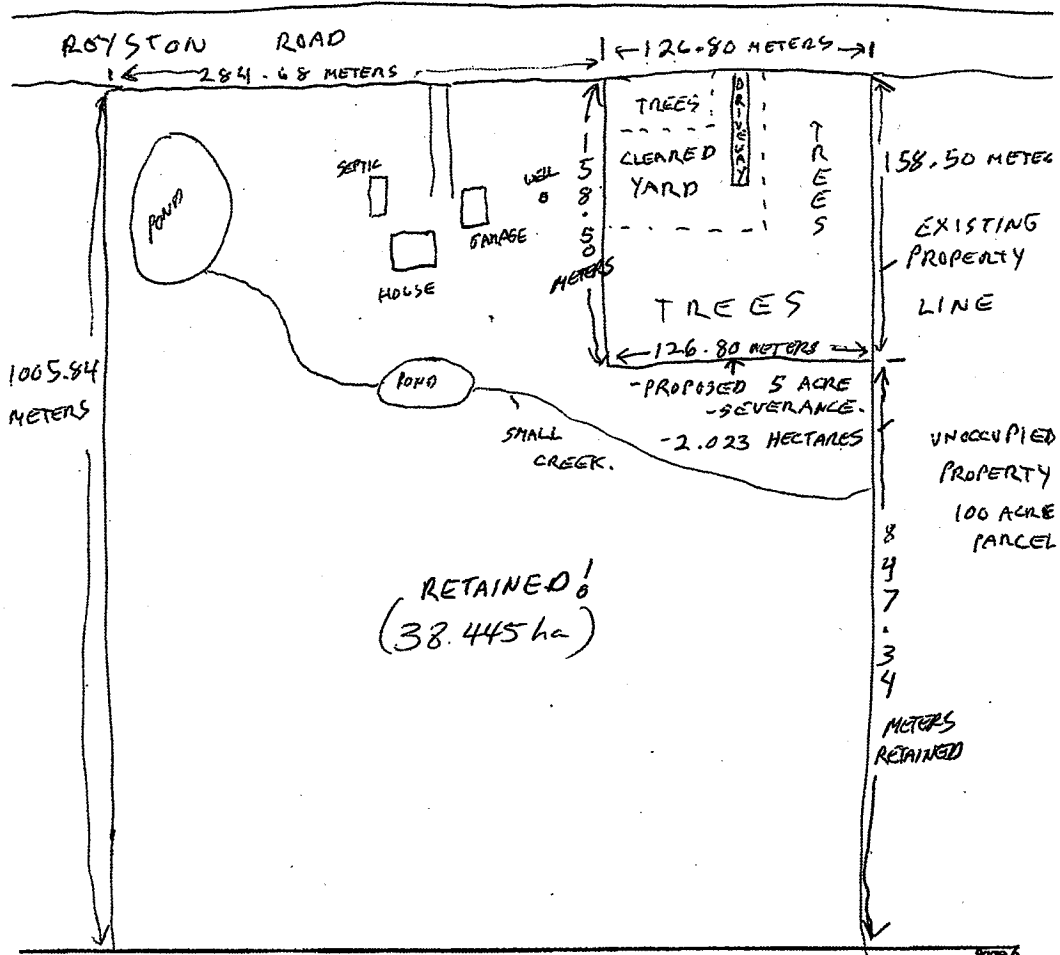 ROYSTON ROAD
284.68 METERS
126.80 METERS
TREES
DRIVEWAY
CLEARED
YARD
TREES
158.50
METERS
158.50 METE
EXISTING
PROPERTY
LINE
SEPTIC
WELL
GARAGE
HOUSE
POND
TREES
126.80 METERS
-PROPOSED 5 ACRE
-SEVERANCE.
-2.023 HECTARES
POND
SMALL
CREEK.
1005.84
METERS
UNOCCUPIED
PROPERTY
100 ACRE
PARCEL
RETAINED!
(38.445 ha)
847.34
METERS
RETAINED